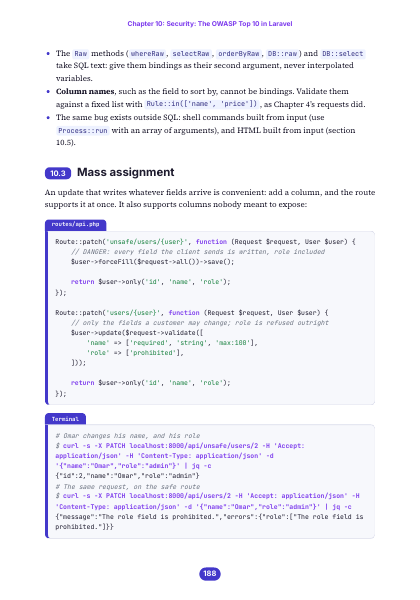 Chapter 10: Security: The OWASP Top 10 in Laravel
• The Raw methods ( whereRaw , selectRaw , orderByRaw , DB::raw ) and DB::select
take SQL text: give them bindings as their second argument, never interpolated
variables.
• Column names, such as the field to sort by, cannot be bindings. Validate them
against a fixed list with Rule::in(['name', 'price']) , as Chapter 4's requests did.
• The same bug exists outside SQL: shell commands built from input (use
Process::run with an array of arguments), and HTML built from input (section
10.5).
10.3 Mass assignment
An update that writes whatever fields arrive is convenient: add a column, and the route
supports it at once. It also supports columns nobody meant to expose:
routes/api.php
Route::patch('unsafe/users/{user}', function (Request $request, User $user) {
    // DANGER: every field the client sends is written, role included
    $user->forceFill($request->all())->save();
    return $user->only('id', 'name', 'role');
});
Route::patch('users/{user}', function (Request $request, User $user) {
    // only the fields a customer may change; role is refused outright
    $user->update($request->validate([
        'name' => ['required', 'string', 'max:100'],
        'role' => ['prohibited'],
    ]));
    return $user->only('id', 'name', 'role');
});
Terminal
# Omar changes his name, and his role
$ curl -s -X PATCH localhost:8000/api/unsafe/users/2 -H 'Accept:
application/json' -H 'Content-Type: application/json' -d
'{"name":"Omar","role":"admin"}' | jq -c
{"id":2,"name":"Omar","role":"admin"}
# The same request, on the safe route
$ curl -s -X PATCH localhost:8000/api/users/2 -H 'Accept: application/json' -H
'Content-Type: application/json' -d '{"name":"Omar","role":"admin"}' | jq -c
{"message":"The role field is prohibited.","errors":{"role":["The role field is
prohibited."]}}
188